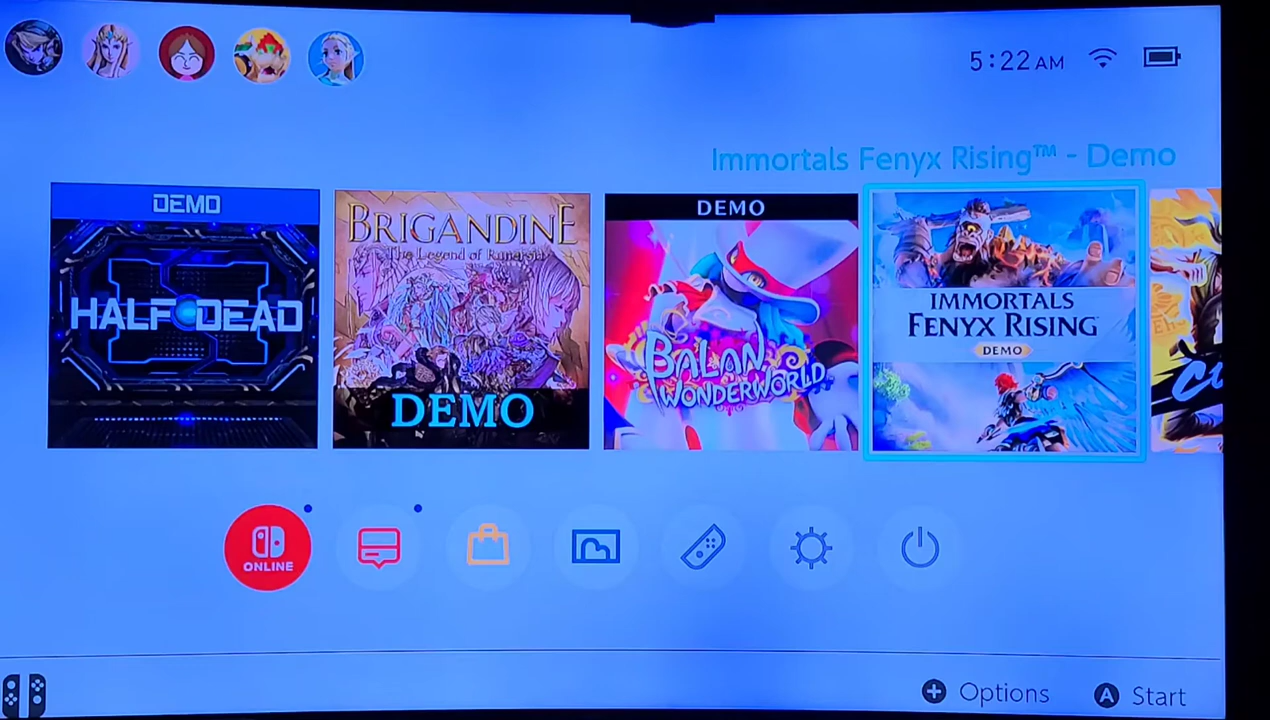 5:22 AM
Immortals Fenyx Rising™ - Demo
DEMO
HALF DEAD
BRIGANDINE
The Legend of Runersia
DEMO
DEMO
BALAN
WONDERWORLD
IMMORTALS
FENYX RISING
DEMO
ONLINE
+ Options
A Start